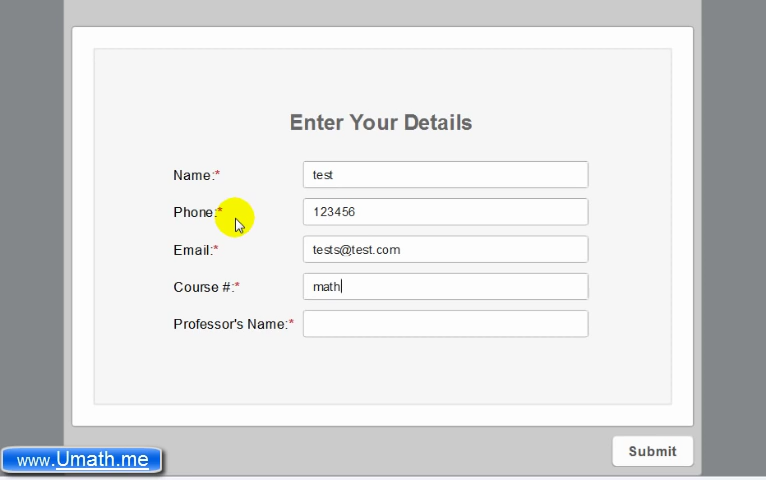 Enter Your Details
Name:* test
Phone:* 123456
Email:* tests@test.com
Course #:* math
Professor's Name:*
Submit
www.Umath.me